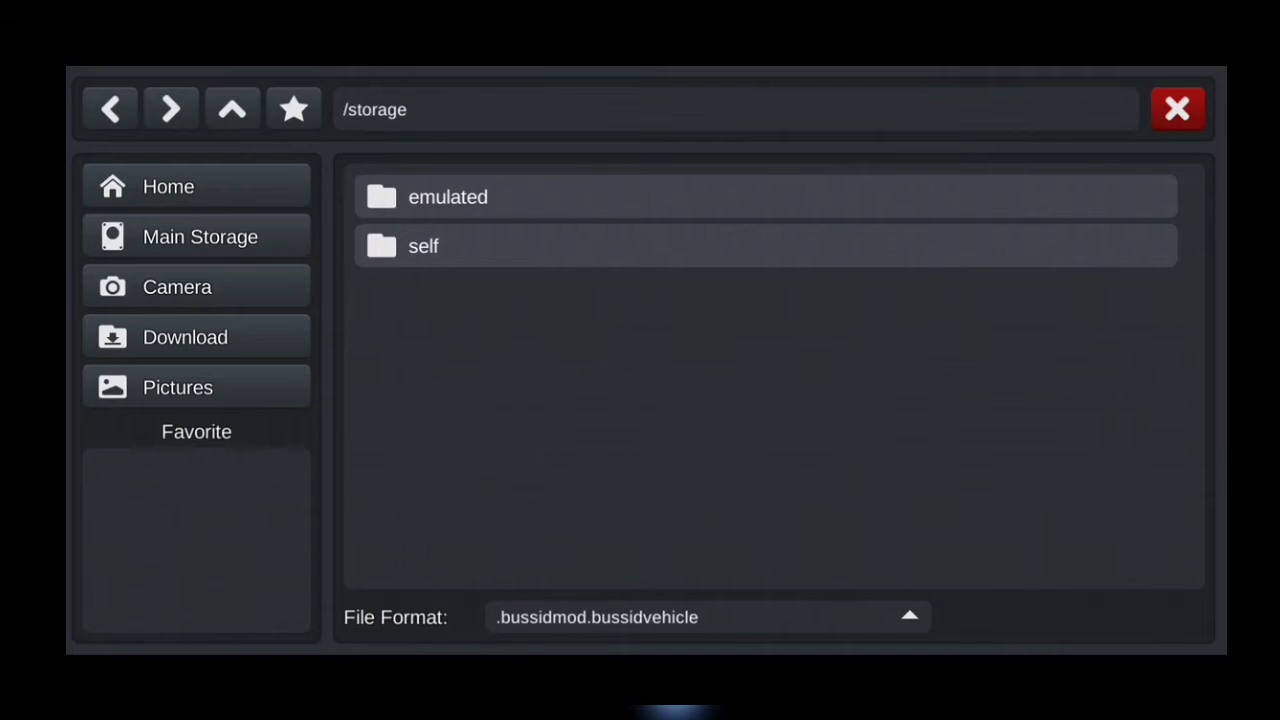 /storage
Home
Main Storage
Camera
Download
Pictures
Favorite
emulated
self
File Format:
.bussidmod.bussidvehicle